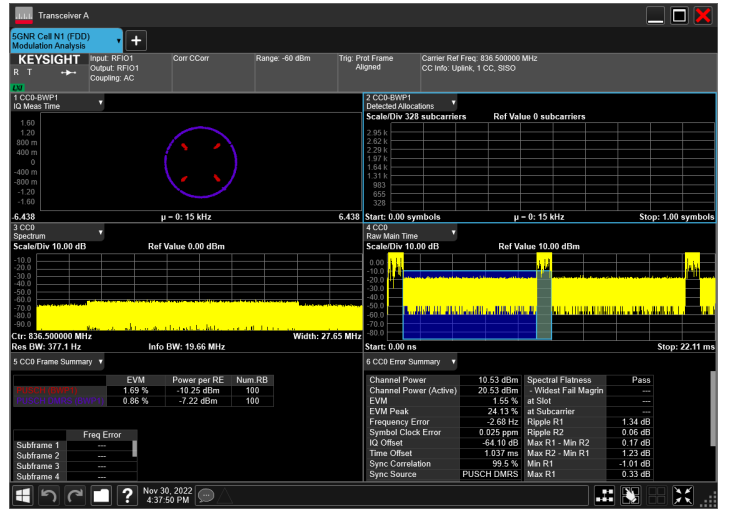 Transceiver A
5GNR Cell N1 (FDD)
Modulation Analysis
KEYSIGHT
R T
LXI
Input: RFIO1
Output: RFIO1
Coupling: AC
Corr CCorr
Range: -60 dBm
Trig: Prot Frame
Aligned
Carrier Ref Freq: 836.500000 MHz
CC Info: Uplink, 1 CC, SISO
1 CC0-BWP1
IQ Meas Time
1.60
1.20
800 m
400 m
0
-400 m
-800 m
-1.20
-1.60
-6.438
μ = 0: 15 kHz
6.438
2 CC0-BWP1
Detected Allocations
Scale/Div 328 subcarriers
Ref Value 0 subcarriers
2.95 k
2.62 k
2.29 k
1.97 k
1.64 k
1.31 k
983
655
328
Start: 0.00 symbols
μ = 0: 15 kHz
Stop: 1.00 symbols
3 CC0
Spectrum
Scale/Div 10.00 dB
Ref Value 0.00 dBm
-10.0
-20.0
-30.0
-40.0
-50.0
-60.0
-70.0
-80.0
-90.0
Ctr: 836.500000 MHz
Width: 27.65 MHz
Res BW: 377.1 Hz
Info BW: 19.66 MHz
4 CC0
Raw Main Time
Scale/Div 10.00 dB
Ref Value 10.00 dBm
0.00
-10.0
-20.0
-30.0
-40.0
-50.0
-60.0
-70.0
-80.0
Start: 0.00 ns
Stop: 22.11 ms
5 CC0 Frame Summary
EVM Power per RE Num.RB
1.69 % -10.25 dBm 100
0.86 % -7.22 dBm 100
Freq Error
Subframe 1 ---
Subframe 2 ---
Subframe 3 ---
Subframe 4 ---
6 CC0 Error Summary
Channel Power 10.53 dBm Spectral Flatness Pass
Channel Power (Active) 20.53 dBm - Widest Fail Magrin ---
EVM 1.55 % at Slot ---
EVM Peak 24.13 % at Subcarrier ---
Frequency Error -2.68 Hz Ripple R1 1.34 dB
Symbol Clock Error 0.025 ppm Ripple R2 0.06 dB
IQ Offset -64.10 dB Max R1 - Min R2 0.17 dB
Time Offset 1.037 ms Max R2 - Min R1 1.23 dB
Sync Correlation 99.5 % Min R1 -1.01 dB
Sync Source PUSCH DMRS Max R1 0.33 dB
Nov 30, 2022
4:37:50 PM